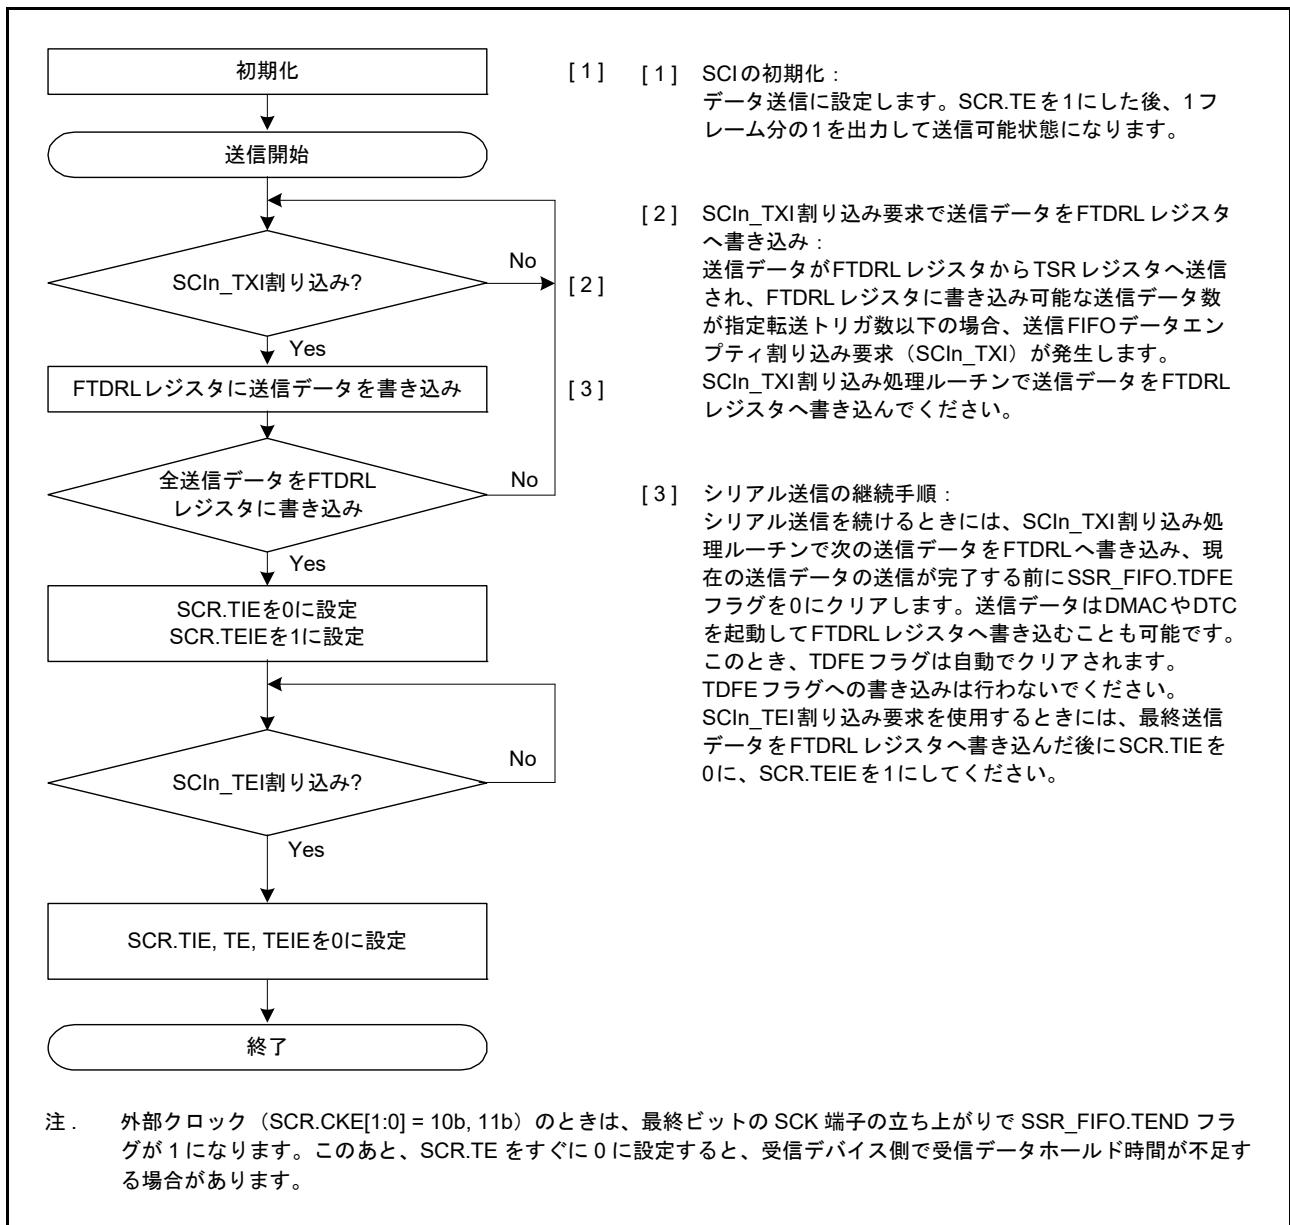 初期化
[ 1 ]
送信開始
SCIn_TXI割り込み?
No
[ 2 ]
Yes
FTDRLレジスタに送信データを書き込み
[ 3 ]
全送信データをFTDRL
レジスタに書き込み
No
Yes
SCR.TIEを0に設定
SCR.TEIEを1に設定
SCIn_TEI割り込み?
No
Yes
SCR.TIE, TE, TEIEを0に設定
終了
[ 1 ] SCIの初期化：
データ送信に設定します。SCR.TEを1にした後、1フ
レーム分の1を出力して送信可能状態になります。
[ 2 ] SCIn_TXI割り込み要求で送信データをFTDRLレジスタ
へ書き込み：
送信データがFTDRLレジスタからTSRレジスタへ送信
され、FTDRLレジスタに書き込み可能な送信データ数
が指定転送トリガ数以下の場合、送信FIFOデータエン
プティ割り込み要求（SCIn_TXI）が発生します。
SCIn_TXI割り込み処理ルーチンで送信データをFTDRL
レジスタへ書き込んでください。
[ 3 ] シリアル送信の継続手順：
シリアル送信を続けるときには、SCIn_TXI割り込み処
理ルーチンで次の送信データをFTDRLへ書き込み、現
在の送信データの送信が完了する前にSSR_FIFO.TDFE
フラグを0にクリアします。送信データはDMACやDTC
を起動してFTDRLレジスタへ書き込むことも可能です。
このとき、TDFEフラグは自動でクリアされます。
TDFEフラグへの書き込みは行わないでください。
SCIn_TEI割り込み要求を使用するときには、最終送信
データをFTDRLレジスタへ書き込んだ後にSCR.TIEを
0に、SCR.TEIEを1にしてください。
注． 外部クロック（SCR.CKE[1:0] = 10b, 11b）のときは、最終ビットの SCK 端子の立ち上がりで SSR_FIFO.TEND フラ
グが 1 になります。このあと、SCR.TE をすぐに 0 に設定すると、受信デバイス側で受信データホールド時間が不足す
る場合があります。